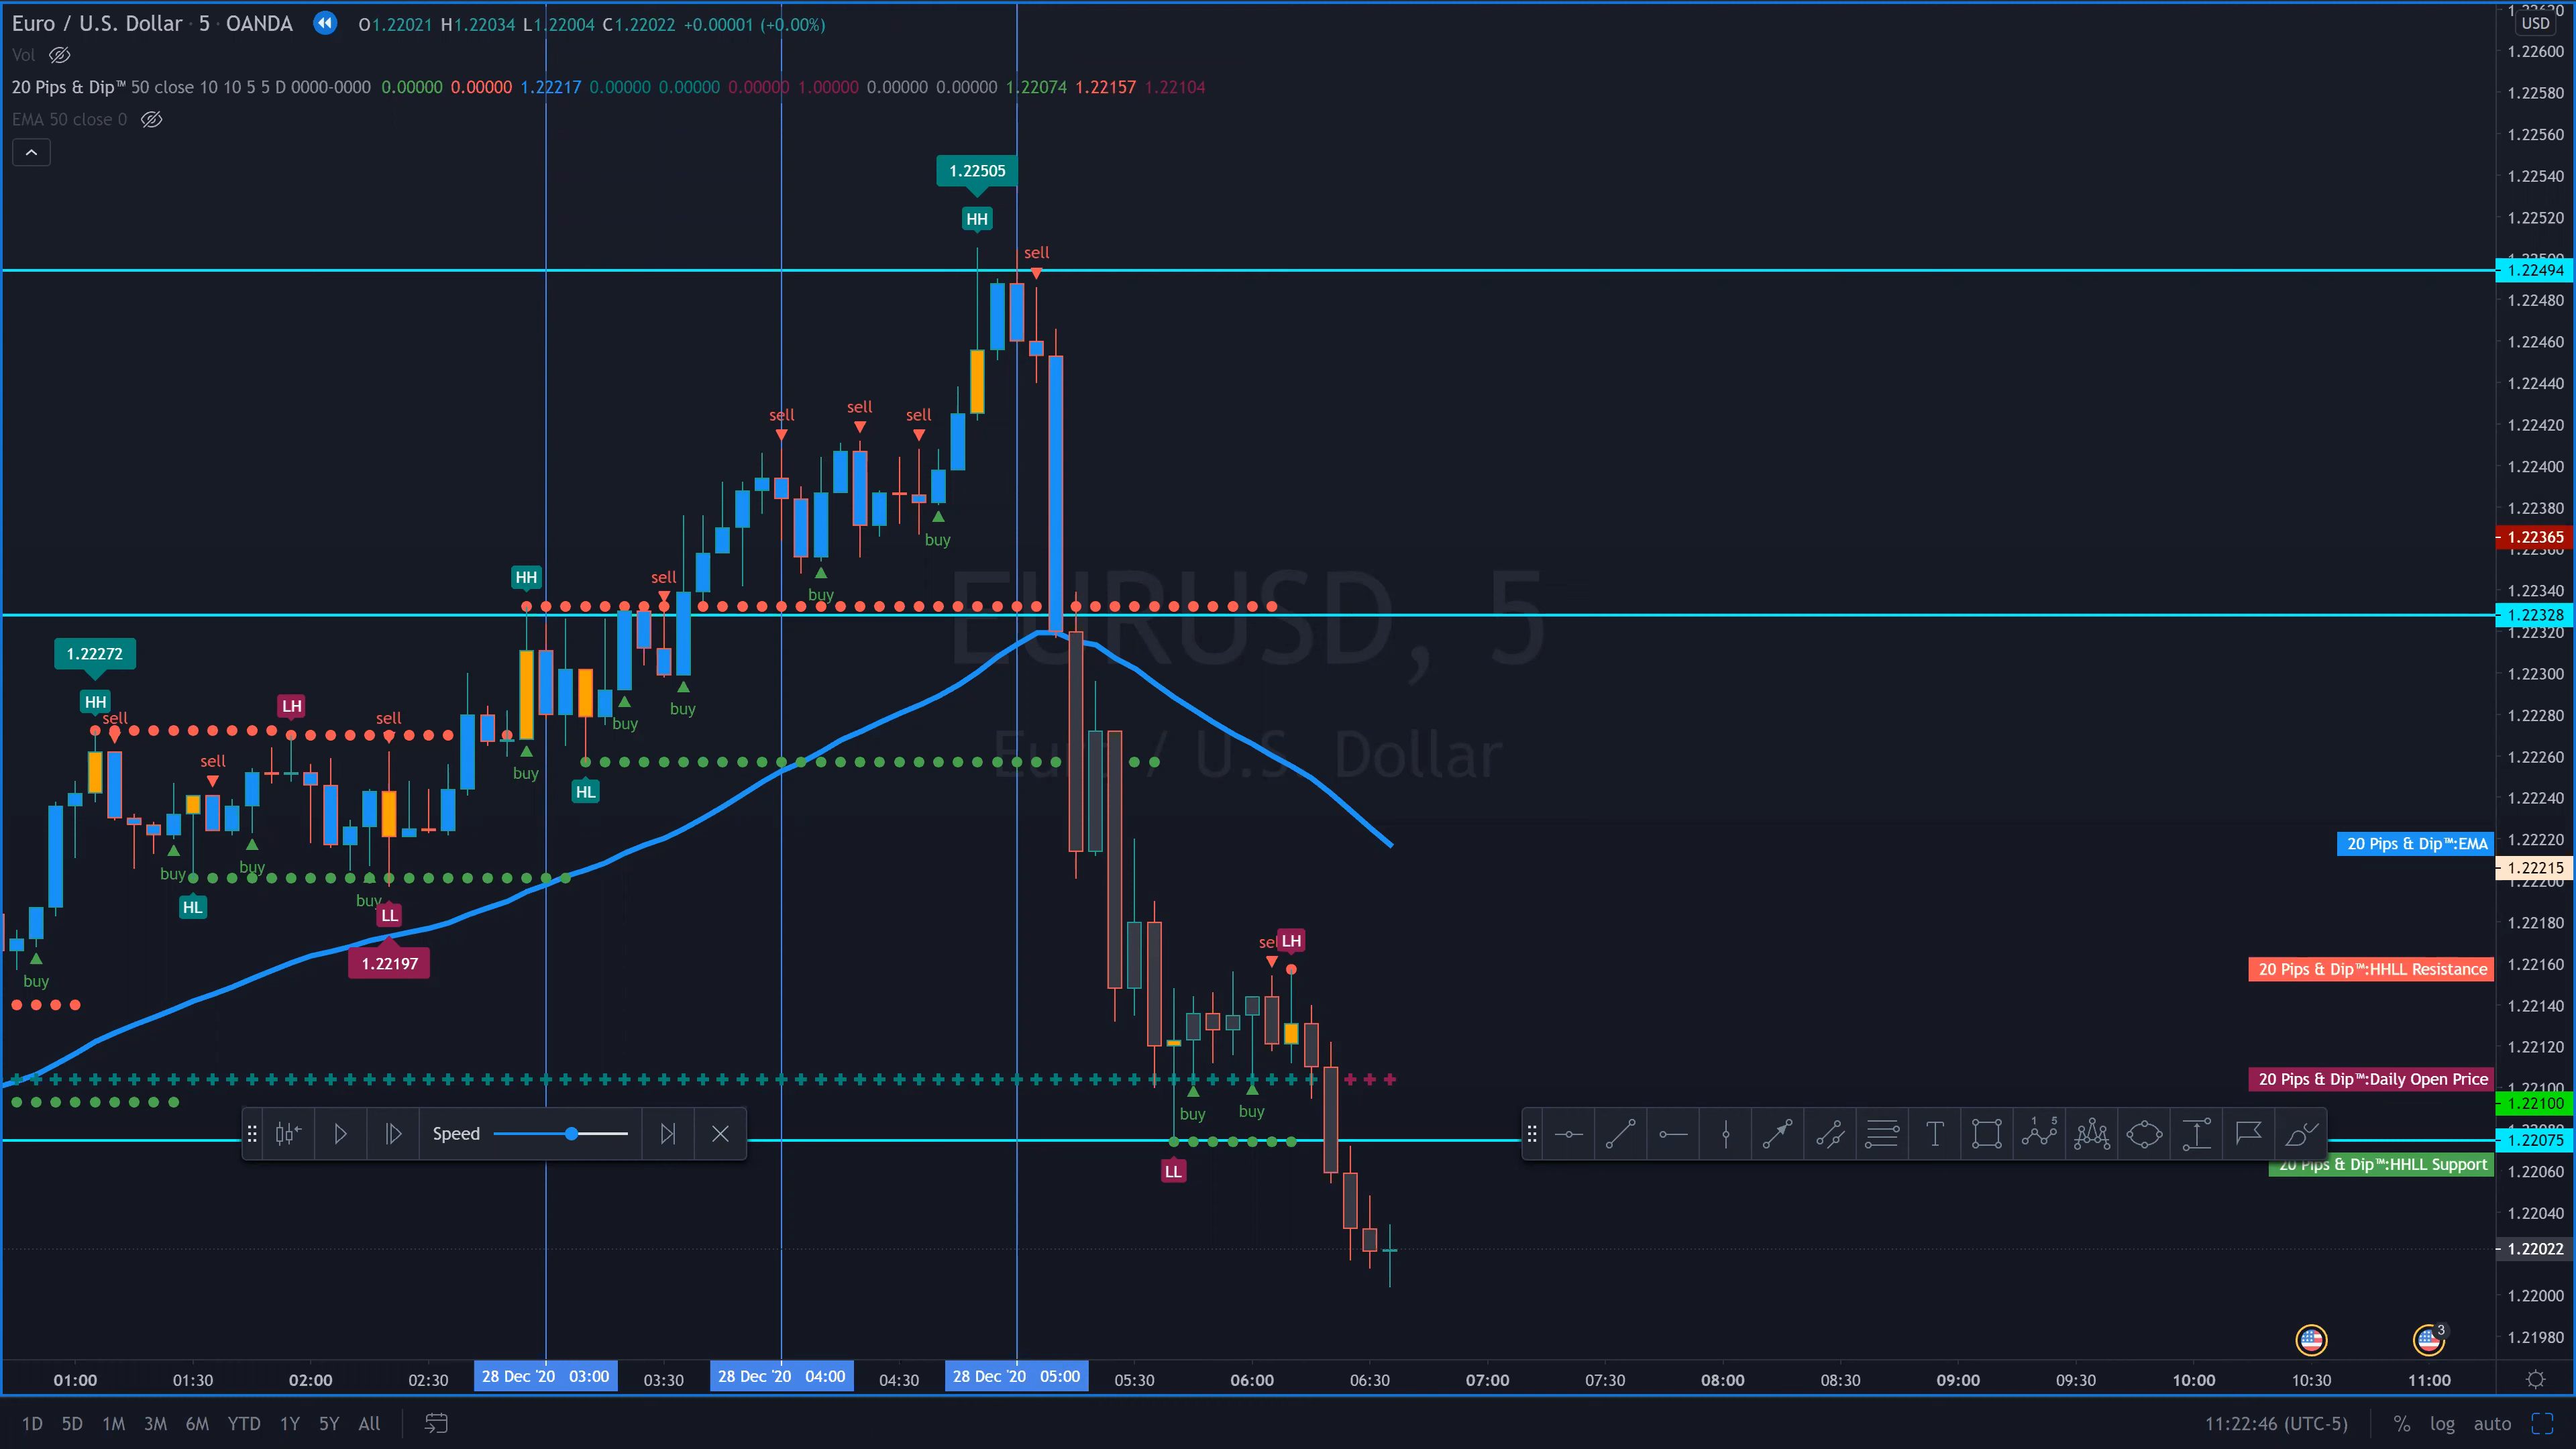 Euro / U.S. Dollar · 5 · OANDA O1.22021 H1.22034 L1.22004 C1.22022 +0.00001 (+0.00%)
Vol
20 Pips & Dip™ 50 close 10 10 5 5 D 0000-0000 0.00000 0.00000 1.22217 0.00000 0.00000 0.00000 1.00000 0.00000 0.00000 1.22074 1.22157 1.22104
EMA 50 close 0
USD
1.22600
1.22580
1.22560
1.22540
1.22520
1.22494
1.22480
1.22460
1.22440
1.22420
1.22400
1.22380
1.22365
1.22360
1.22340
1.22328
1.22320
1.22300
1.22280
1.22260
1.22240
1.22220
1.22215
1.22200
1.22180
1.22160
1.22140
1.22120
1.22100
1.22100
1.22075
1.22060
1.22040
1.22022
1.22000
1.21980
1.22505
HH
sell
sell
sell
sell
buy
buy
HH
sell
buy
buy
buy
HL
1.22272
HH
sell
LH
sell
sell
buy
buy
buy
HL
LL
1.22197
buy
EURUSD, 5
Euro / U.S. Dollar
sel
LH
buy
buy
LL
20 Pips & Dip™:EMA
20 Pips & Dip™:HHLL Resistance
20 Pips & Dip™:Daily Open Price
20 Pips & Dip™:HHLL Support
Speed
T
1 5
3
01:00 01:30 02:00 02:30 28 Dec '20 03:00 03:30 28 Dec '20 04:00 04:30 28 Dec '20 05:00 05:30 06:00 06:30 07:00 07:30 08:00 08:30 09:00 09:30 10:00 10:30 11:00
1D 5D 1M 3M 6M YTD 1Y 5Y All 11:22:46 (UTC-5) % log auto